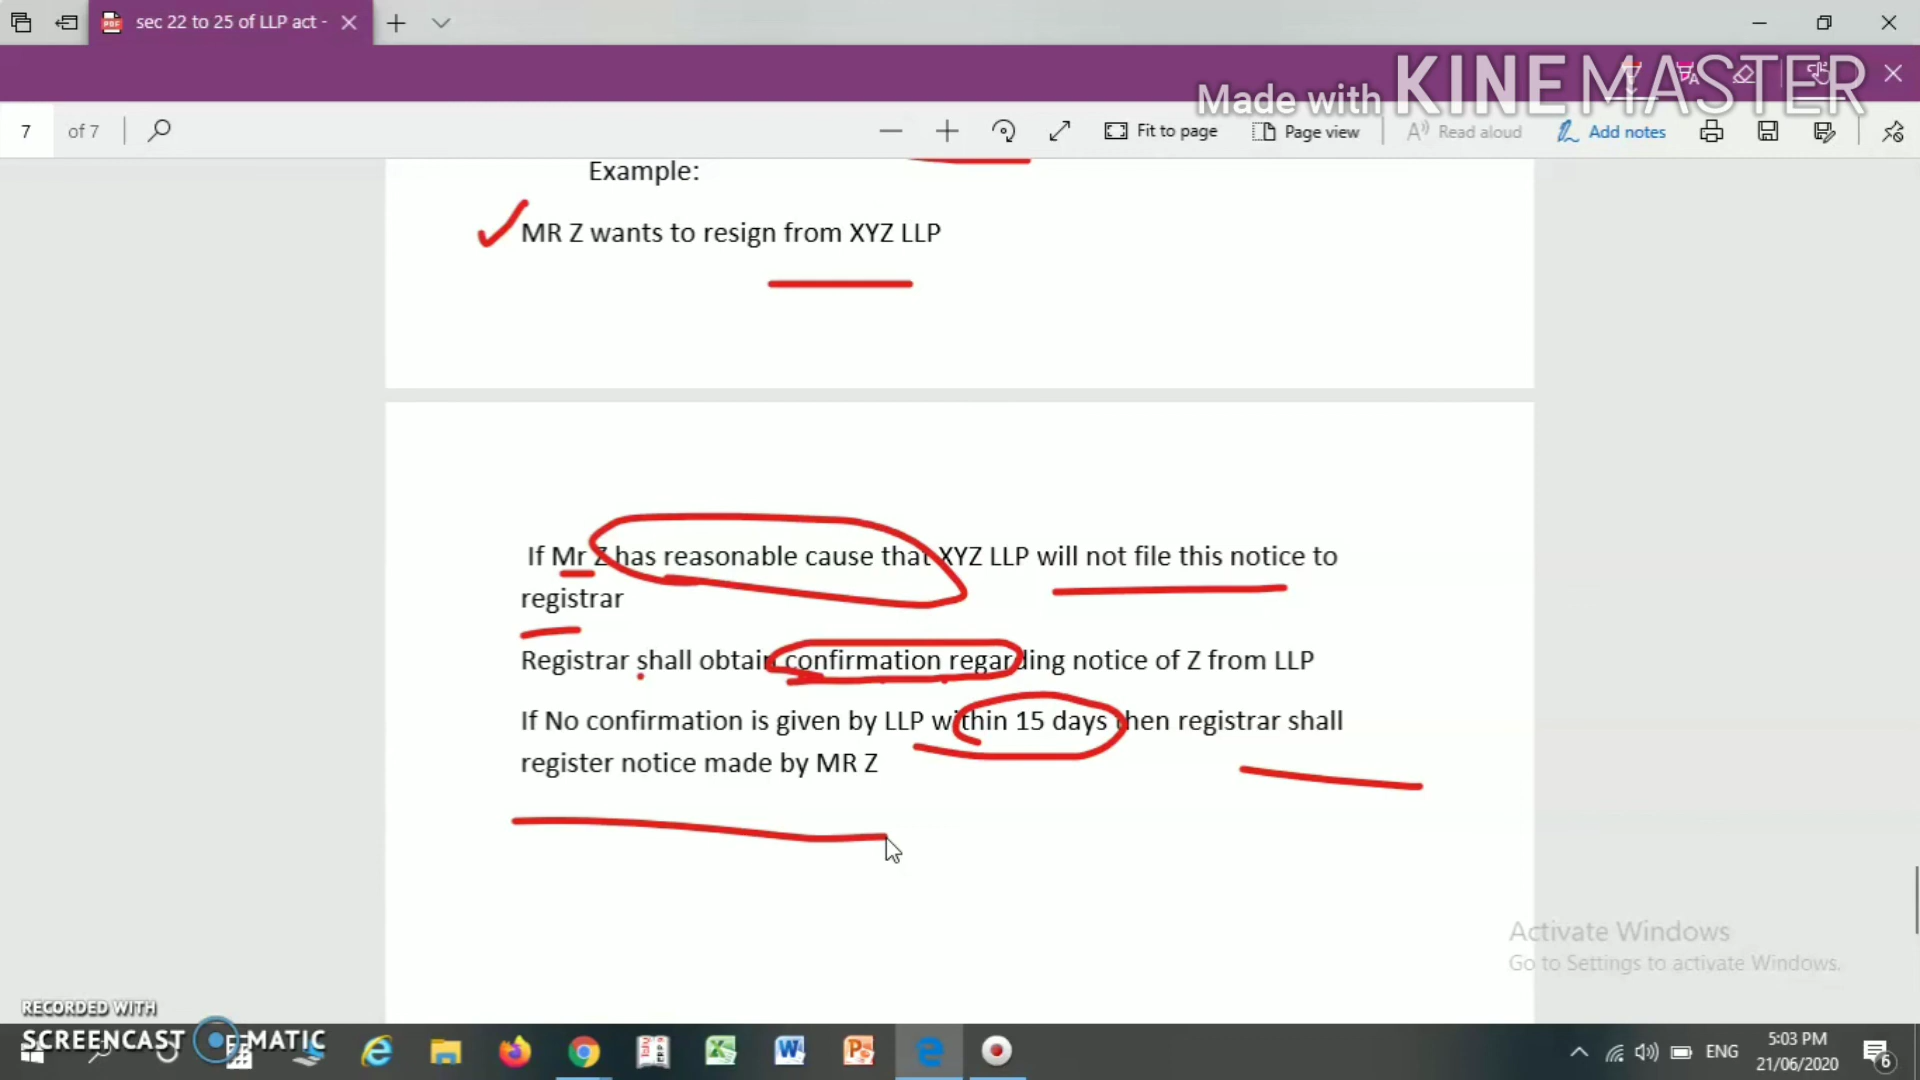 sec 22 to 25 of LLP act -
Made with KINEMASTER
7 of 7
Fit to page
Page view
Read aloud
Add notes
Example:
MR Z wants to resign from XYZ LLP
If Mr Z has reasonable cause that XYZ LLP will not file this notice to
registrar
Registrar shall obtain confirmation regarding notice of Z from LLP
If No confirmation is given by LLP within 15 days then registrar shall
register notice made by MR Z
Activate Windows
Go to Settings to activate Windows.
RECORDED WITH
SCREENCAST MATIC
ENG
5:03 PM
21/06/2020
6